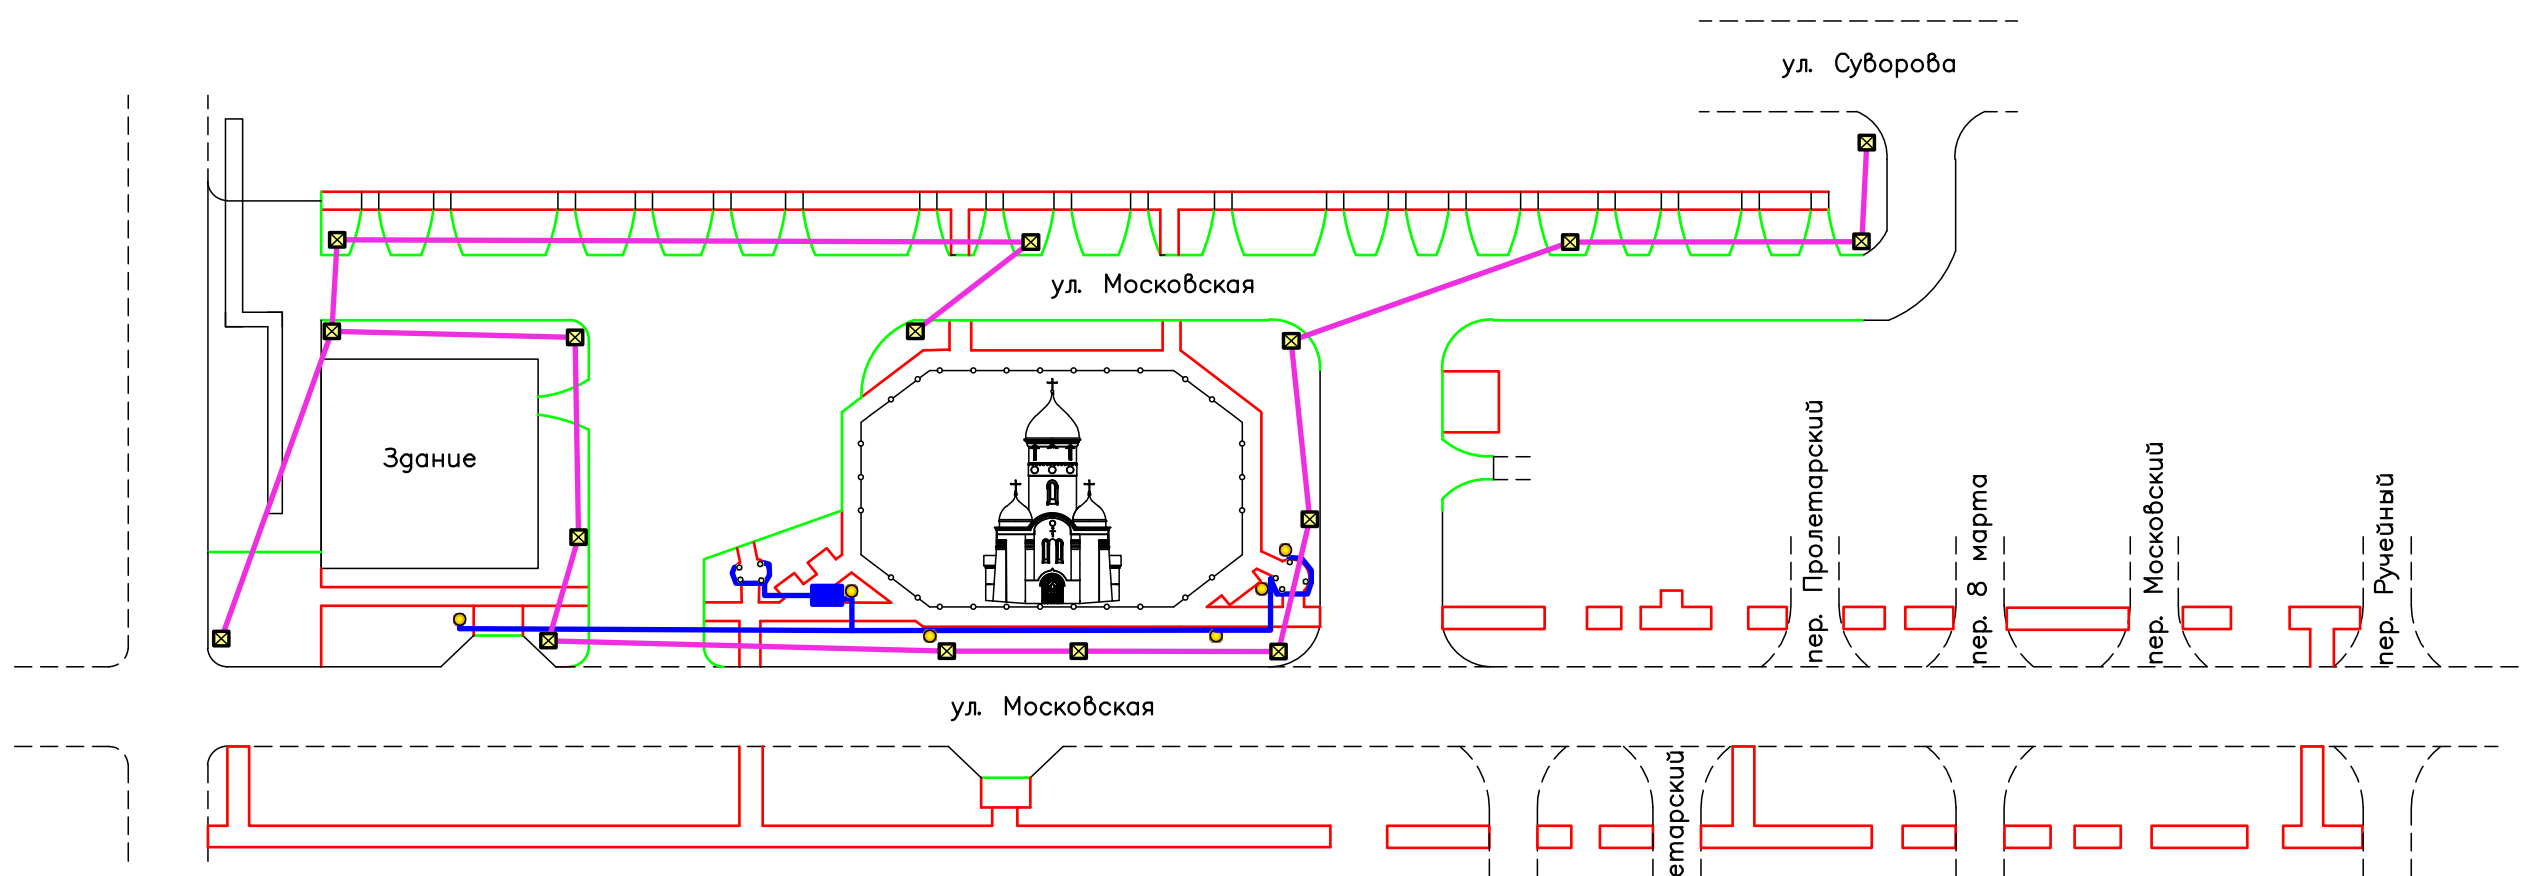 ул. Суворова
ул. Московская
Здание
пер. Пролетарский
пер. 8 марта
пер. Московский
пер. Ручейный
ул. Московская
етарский